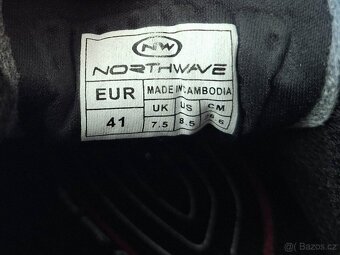 NW
NORTHWAVE
EUR MADE IN CAMBODIA
UK US CM
41 7.5 8.5
Bazos.cz